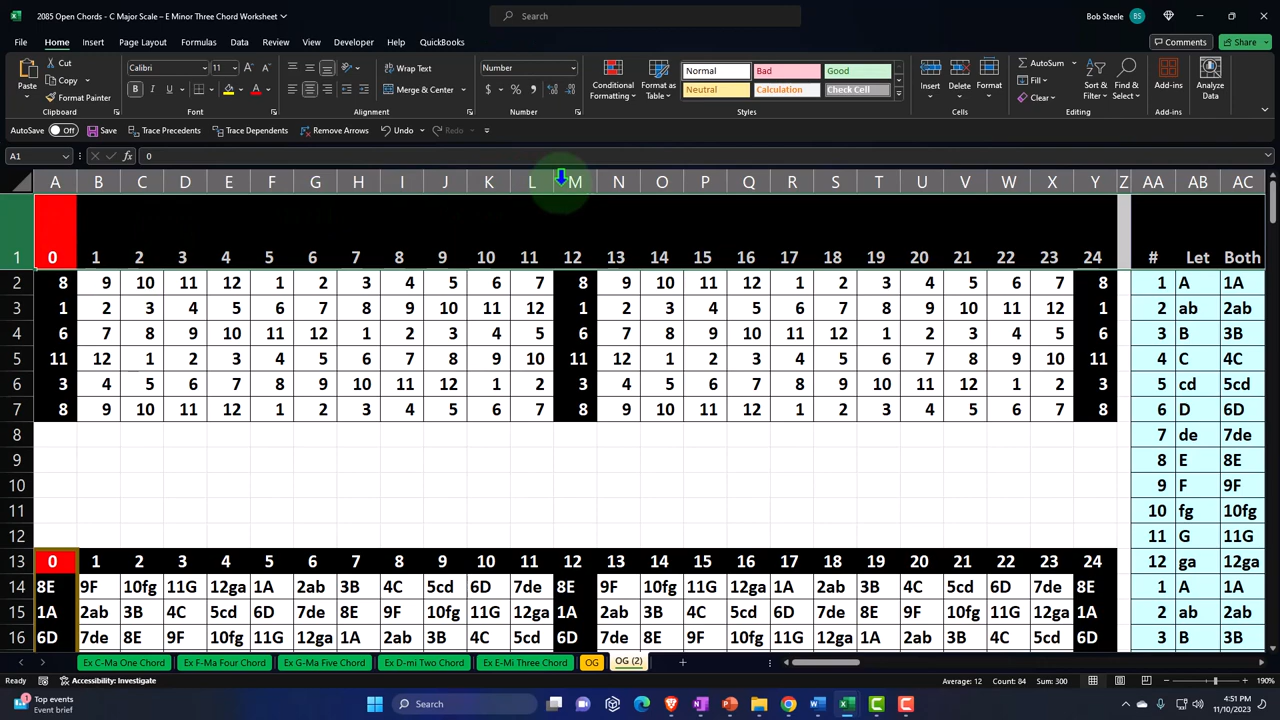 2085 Open Chords - C Major Scale – E Minor Three Chord Worksheet
Search
Bob Steele
BS
File Home Insert Page Layout Formulas Data Review View Developer Help QuickBooks
Comments Share
Paste
Cut
Copy
Format Painter
Clipboard
Calibri 11
Font
Wrap Text
Merge & Center
Alignment
Number
Number
Conditional Formatting
Format as Table
Normal Bad Good
Neutral Calculation Check Cell
Styles
Insert Delete Format
Cells
AutoSum
Fill
Clear
Sort & Filter
Find & Select
Editing
Add-ins
Add-ins
Analyze Data
AutoSave Off Save Trace Precedents Trace Dependents Remove Arrows Undo Redo
A1 fx 0
A B C D E F G H I J K L M N O P Q R S T U V W X Y Z AA AB AC
1 0 1 2 3 4 5 6 7 8 9 10 11 12 13 14 15 16 17 18 19 20 21 22 23 24 # Let Both
2 8 9 10 11 12 1 2 3 4 5 6 7 8 9 10 11 12 1 2 3 4 5 6 7 8 1 A 1A
3 1 2 3 4 5 6 7 8 9 10 11 12 1 2 3 4 5 6 7 8 9 10 11 12 1 2 ab 2ab
4 6 7 8 9 10 11 12 1 2 3 4 5 6 7 8 9 10 11 12 1 2 3 4 5 6 3 B 3B
5 11 12 1 2 3 4 5 6 7 8 9 10 11 12 1 2 3 4 5 6 7 8 9 10 11 4 C 4C
6 3 4 5 6 7 8 9 10 11 12 1 2 3 4 5 6 7 8 9 10 11 12 1 2 3 5 cd 5cd
7 8 9 10 11 12 1 2 3 4 5 6 7 8 9 10 11 12 1 2 3 4 5 6 7 8 6 D 6D
8 7 de 7de
9 8 E 8E
10 9 F 9F
11 10 fg 10fg
12 11 G 11G
13 0 1 2 3 4 5 6 7 8 9 10 11 12 13 14 15 16 17 18 19 20 21 22 23 24 12 ga 12ga
14 8E 9F 10fg 11G 12ga 1A 2ab 3B 4C 5cd 6D 7de 8E 9F 10fg 11G 12ga 1A 2ab 3B 4C 5cd 6D 7de 8E 1 A 1A
15 1A 2ab 3B 4C 5cd 6D 7de 8E 9F 10fg 11G 12ga 1A 2ab 3B 4C 5cd 6D 7de 8E 9F 10fg 11G 12ga 1A 2 ab 2ab
16 6D 7de 8E 9F 10fg 11G 12ga 1A 2ab 3B 4C 5cd 6D 7de 8E 9F 10fg 11G 12ga 1A 2ab 3B 4C 5cd 6D 3 B 3B
Ex C-Ma One Chord Ex F-Ma Four Chord Ex G-Ma Five Chord Ex D-mi Two Chord Ex E-Mi Three Chord OG OG (2)
Ready Accessibility: Investigate Average: 12 Count: 84 Sum: 300 190%
Top events
Event brief
Search
4:51 PM
11/10/2023